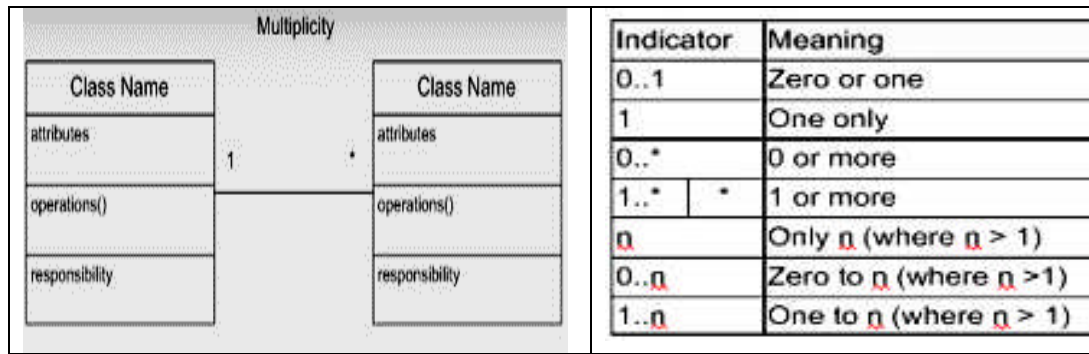 Multiplicity
Class Name
attributes
operations()
responsibility
1 *
Class Name
attributes
operations()
responsibility
Indicator Meaning
0..1 Zero or one
1 One only
0..* 0 or more
1..* * 1 or more
n Only n (where n > 1)
0..n Zero to n (where n >1)
1..n One to n (where n > 1)